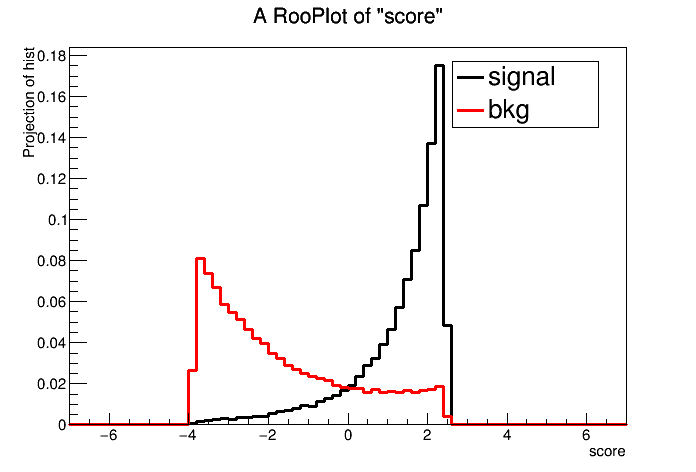 A RooPlot of "score"
Projection of hist
0.18
0.16
0.14
0.12
0.1
0.08
0.06
0.04
0.02
0
signal
bkg
−6 −4 −2 0 2 4 6
score